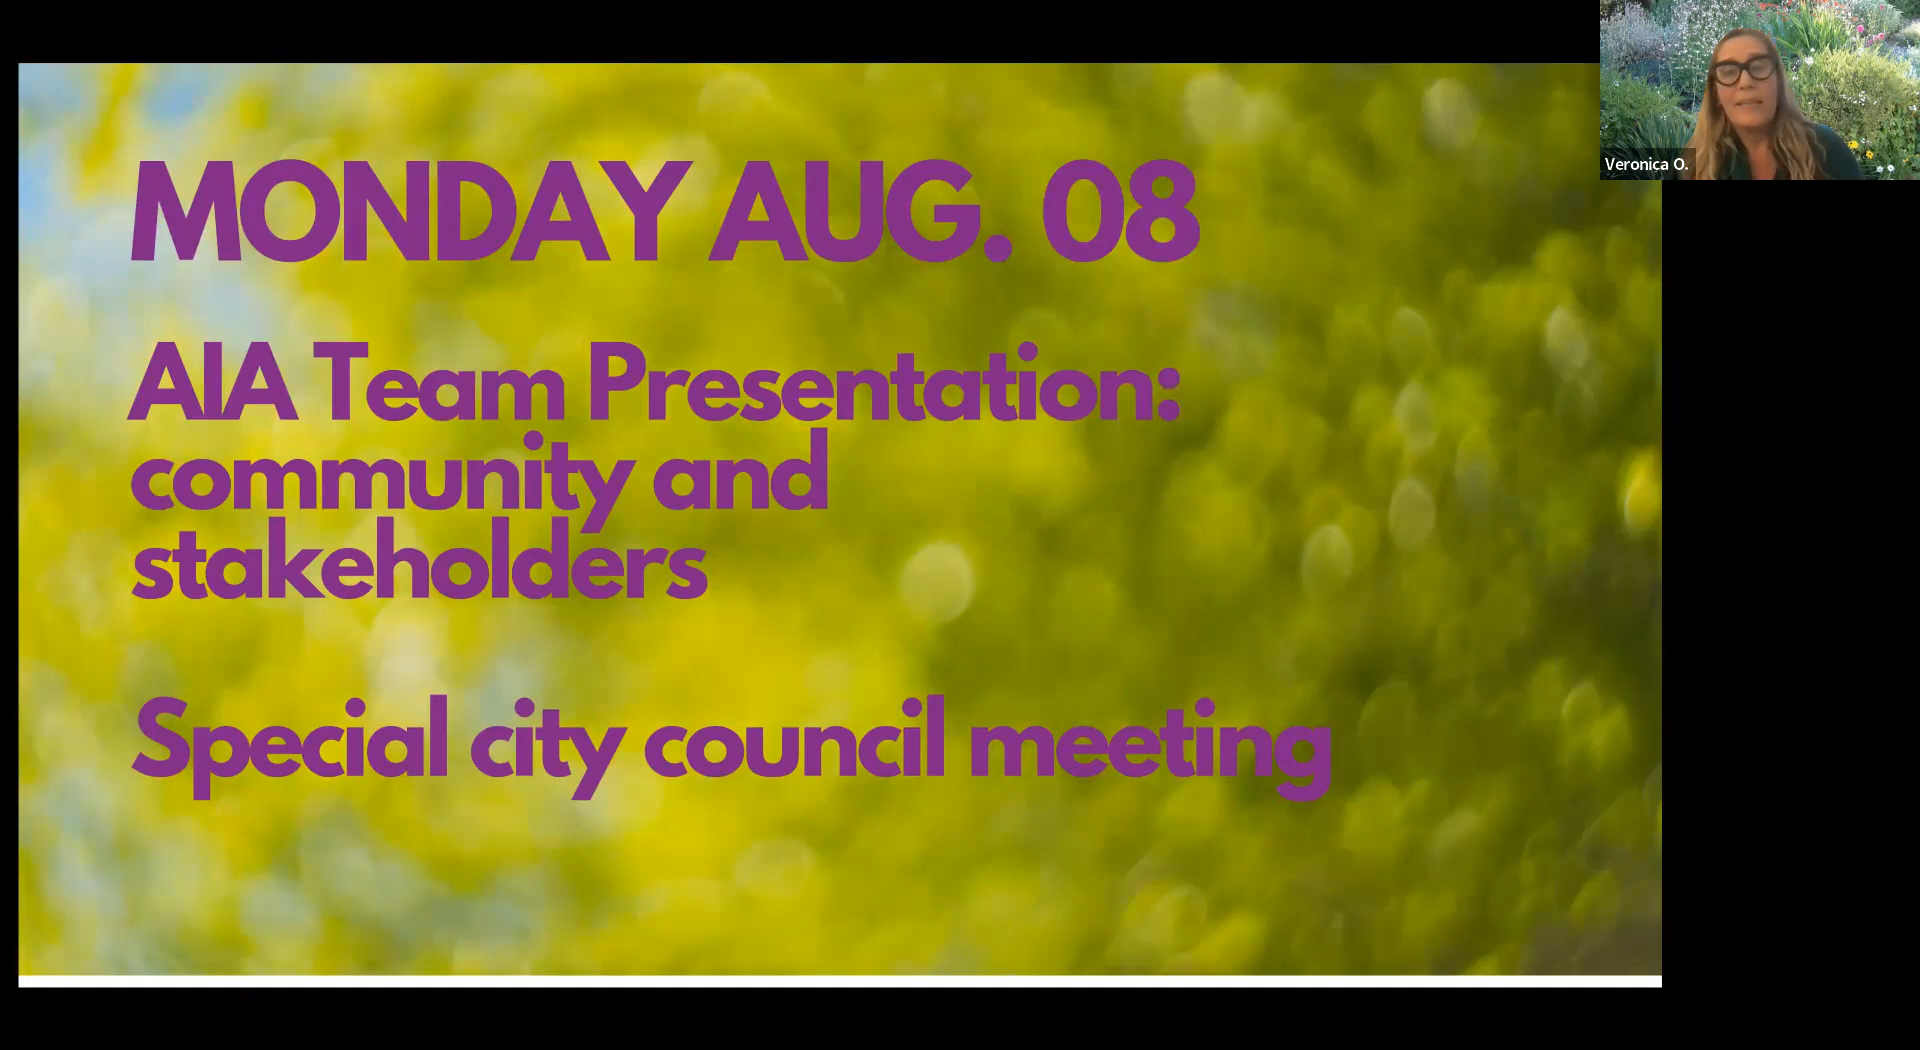 MONDAY AUG. 08
AIA Team Presentation:
community and
stakeholders
Special city council meeting
Veronica O.